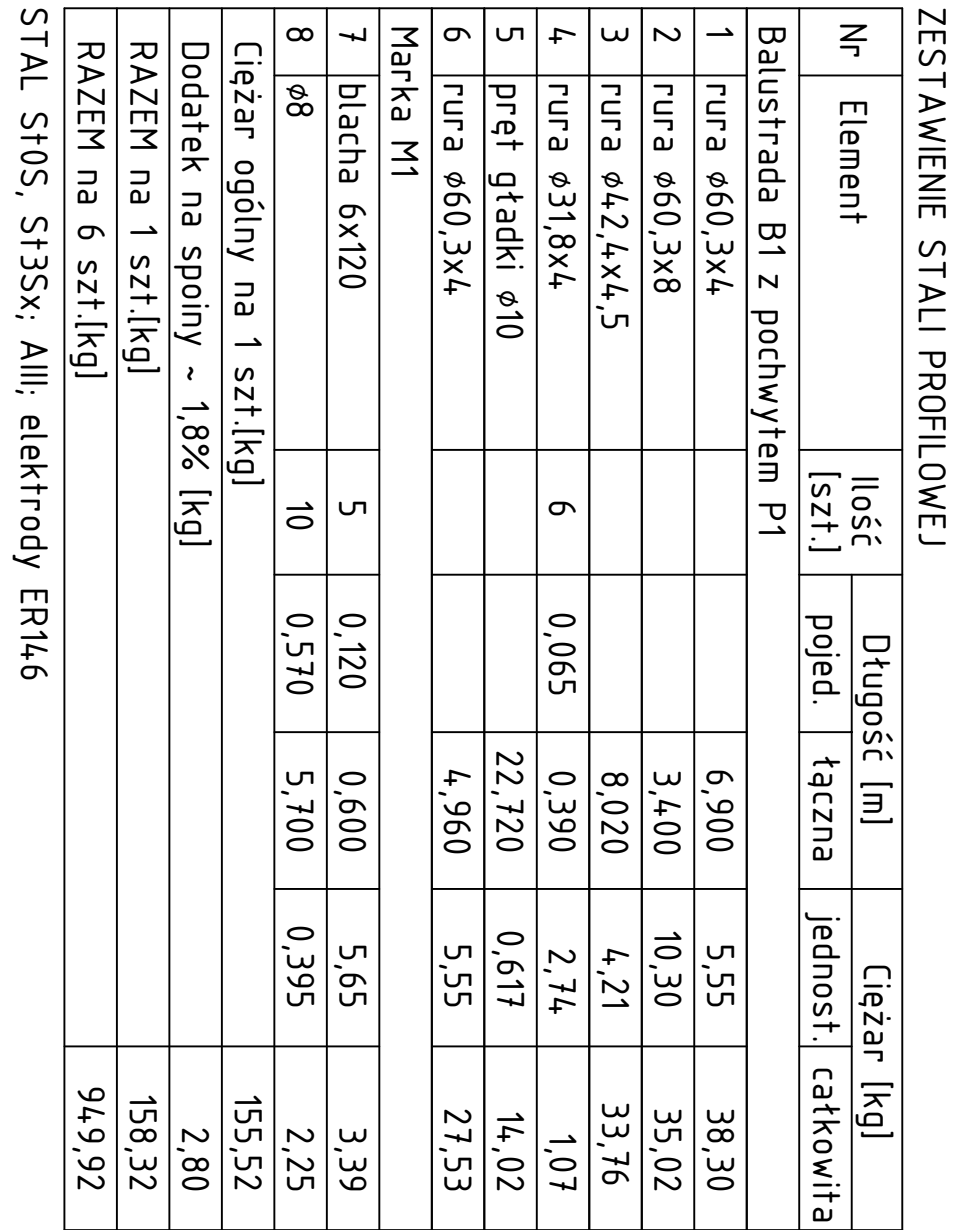 ZESTAWIENIE STALI PROFILOWEJ
Nr Element Ilość [szt.] Długość [m] Ciężar [kg]
pojed. łączna jednost. całkowita
Balustrada B1 z pochwytem P1
1 rura ø60,3x4 6,900 5,55 38,30
2 rura ø60,3x8 3,400 10,30 35,02
3 rura ø42,4x4,5 8,020 4,21 33,76
4 rura ø31,8x4 6 0,065 0,390 2,74 1,07
5 pręt gładki ø10 22,720 0,617 14,02
6 rura ø60,3x4 4,960 5,55 27,53
Marka M1
7 blacha 6x120 5 0,120 0,600 5,65 3,39
8 ø8 10 0,570 5,700 0,395 2,25
Ciężar ogólny na 1 szt.[kg] 155,52
Dodatek na spoiny ~ 1,8% [kg] 2,80
RAZEM na 1 szt.[kg] 158,32
RAZEM na 6 szt.[kg] 949,92
STAL St0S, St3Sx; AIII; elektrody ER146